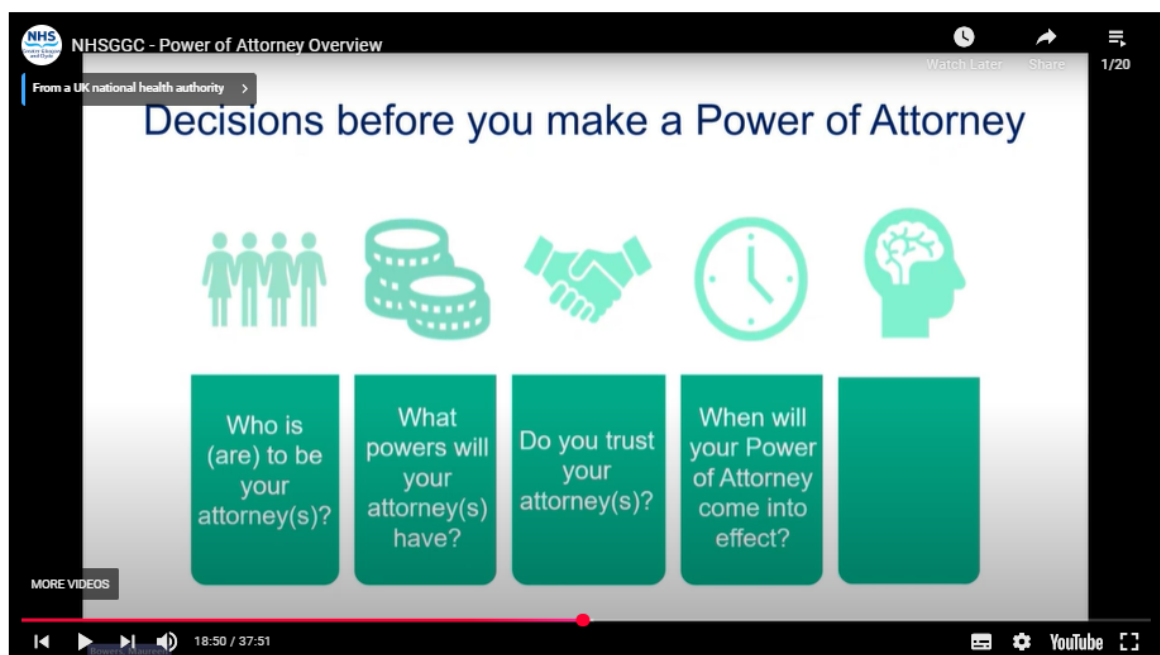 NHS
NHSGGC - Power of Attorney Overview
Watch Later
Share
1/20
From a UK national health authority
Decisions before you make a Power of Attorney
Who is
(are) to be
your
attorney(s)?
What
powers will
your
attorney(s)
have?
Do you trust
your
attorney(s)?
When will
your Power
of Attorney
come into
effect?
MORE VIDEOS
18:50 / 37:51
YouTube